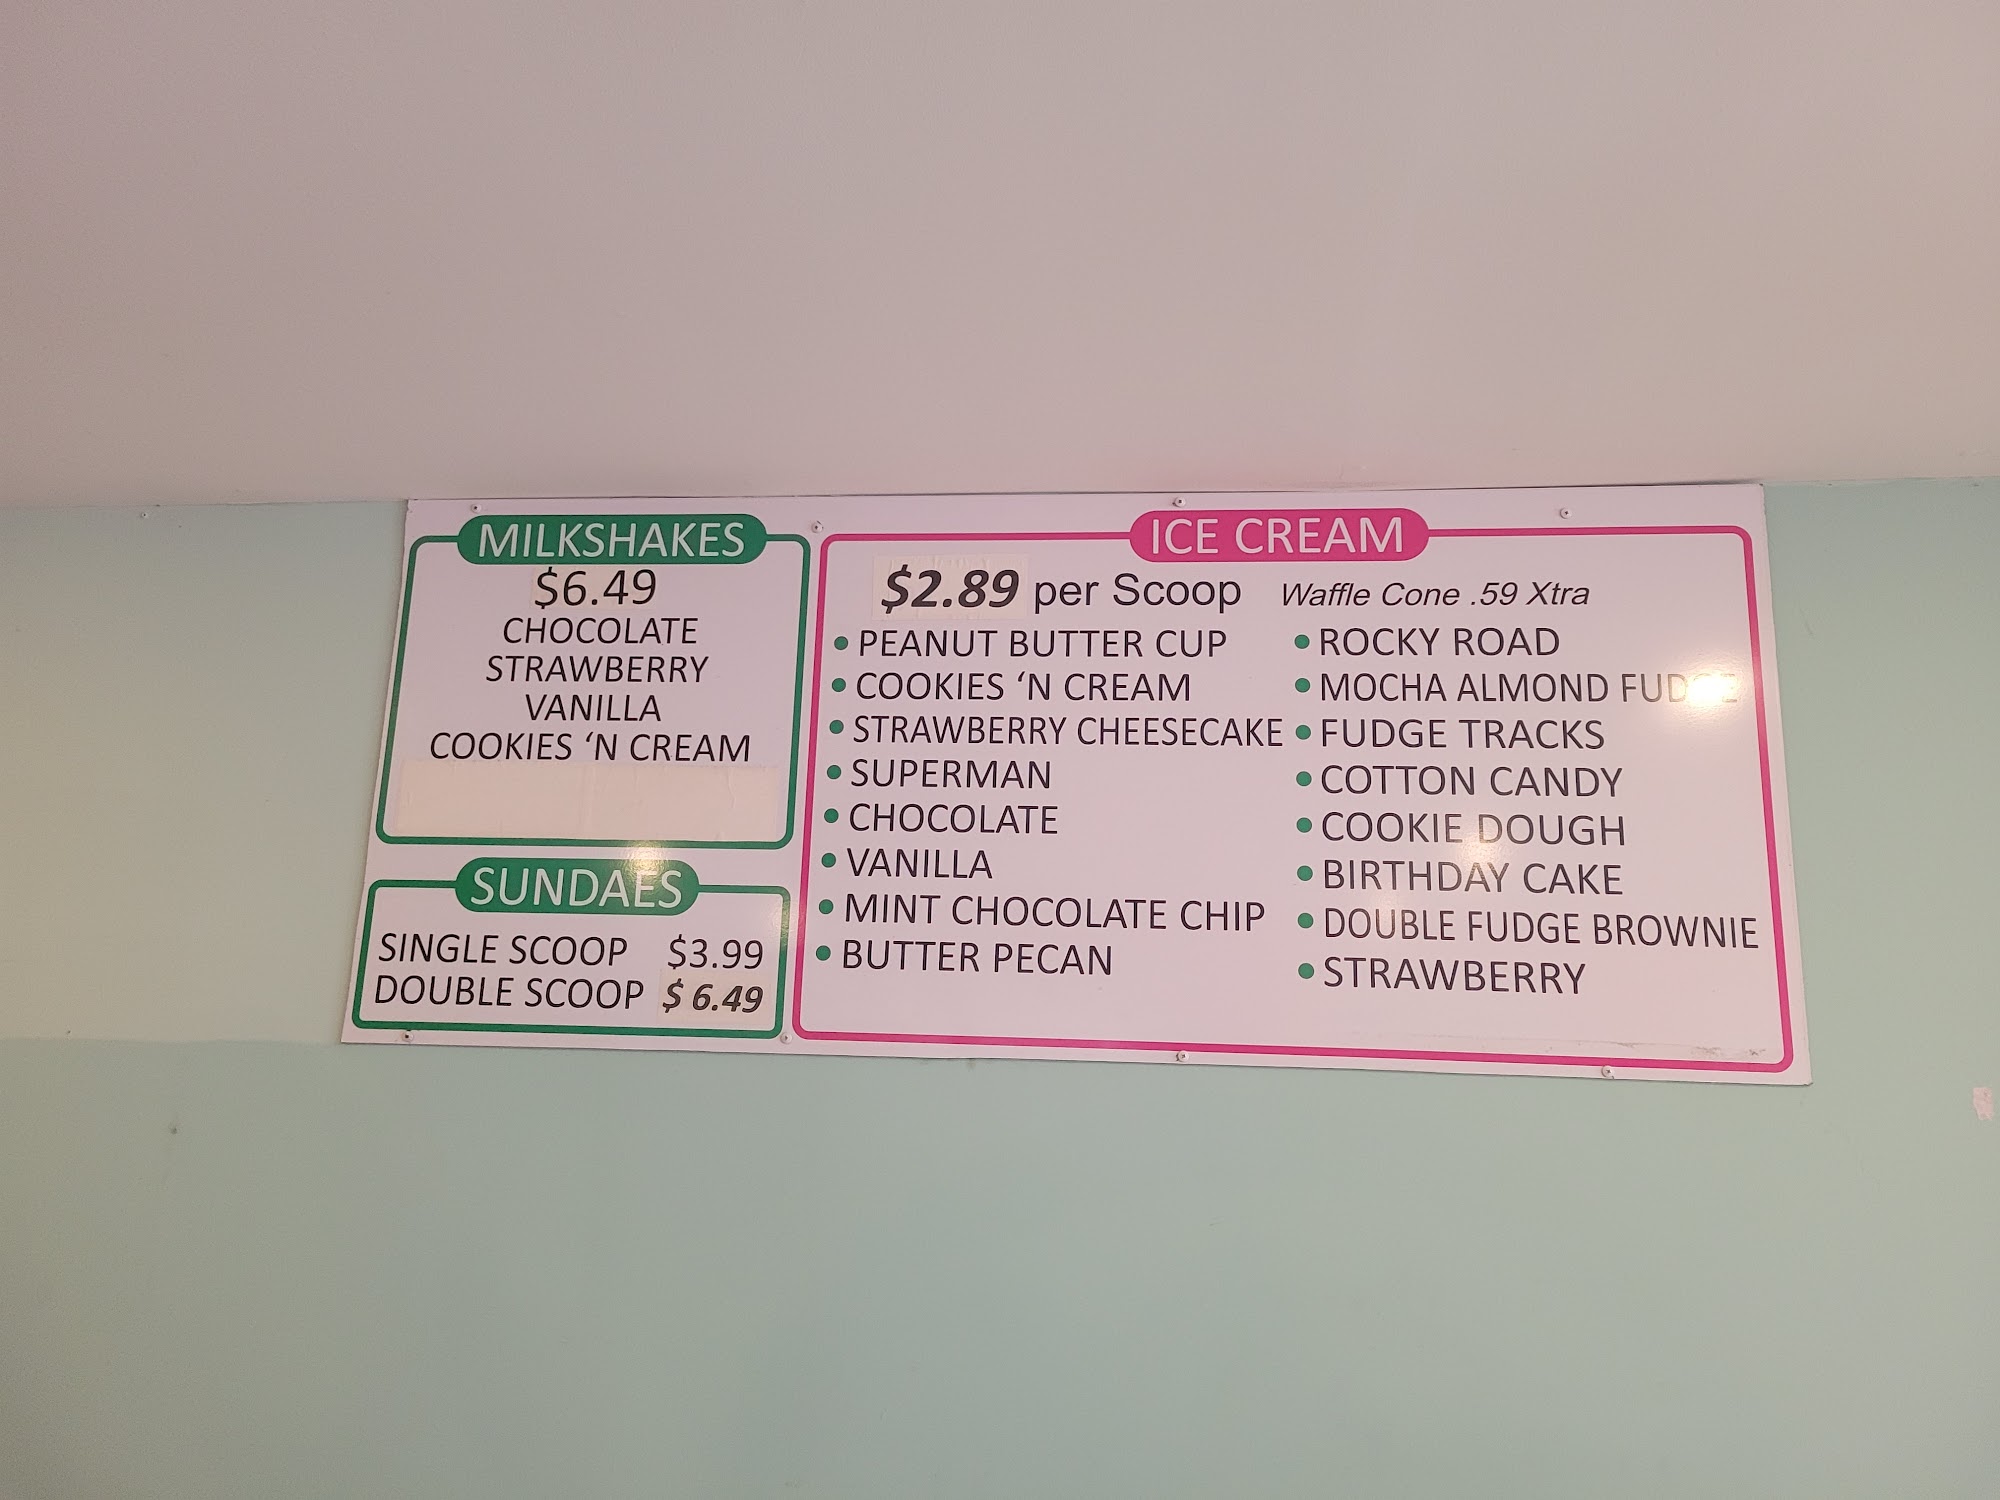 MILKSHAKES
$6.49
CHOCOLATE
STRAWBERRY
VANILLA
COOKIES ‘N CREAM
SUNDAES
SINGLE SCOOP $3.99
DOUBLE SCOOP $ 6.49
ICE CREAM
$2.89 per Scoop Waffle Cone .59 Xtra
• PEANUT BUTTER CUP
• COOKIES ‘N CREAM
• STRAWBERRY CHEESECAKE
• SUPERMAN
• CHOCOLATE
• VANILLA
• MINT CHOCOLATE CHIP
• BUTTER PECAN
• ROCKY ROAD
• MOCHA ALMOND FUDGE
• FUDGE TRACKS
• COTTON CANDY
• COOKIE DOUGH
• BIRTHDAY CAKE
• DOUBLE FUDGE BROWNIE
• STRAWBERRY